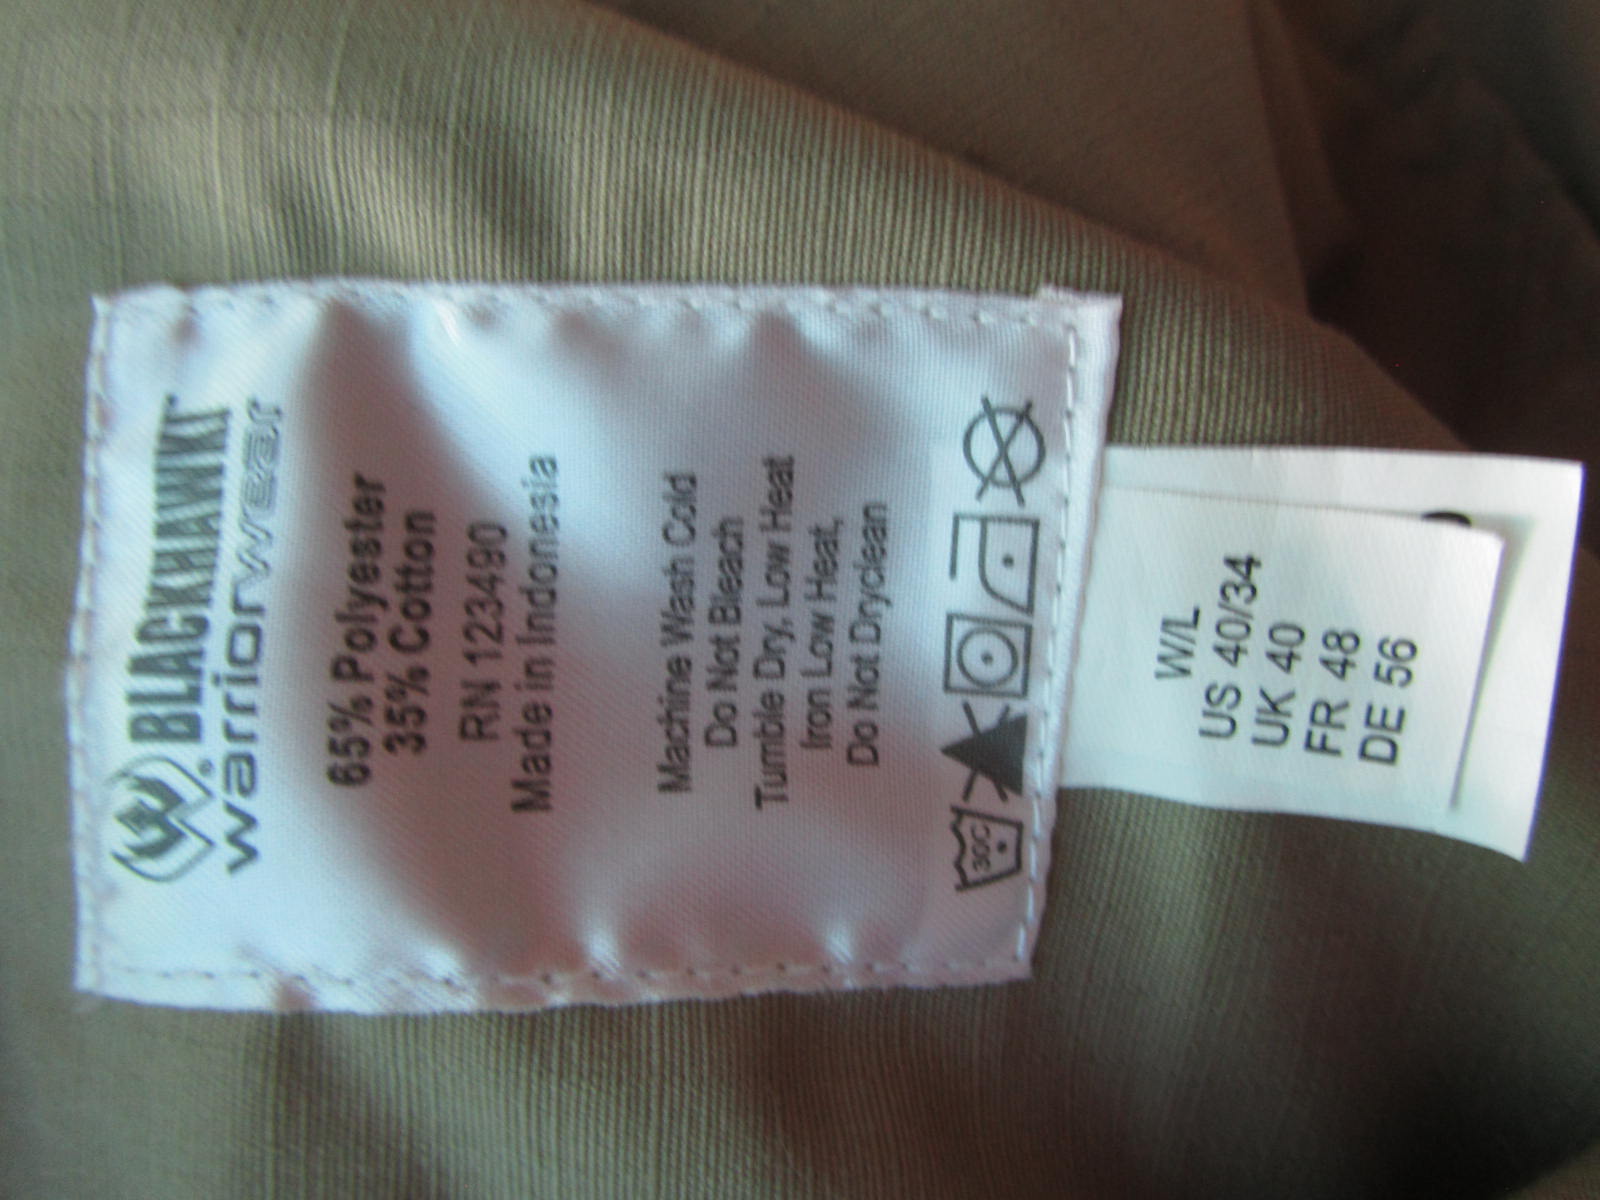 BLACKHAWK!
®
warriorwear
65% Polyester
35% Cotton
RN 123490
Made in Indonesia
Machine Wash Cold
Do Not Bleach
Tumble Dry, Low Heat
Iron Low Heat,
Do Not Dryclean
30C
W/L
US 40/34
UK 40
FR 48
DE 56